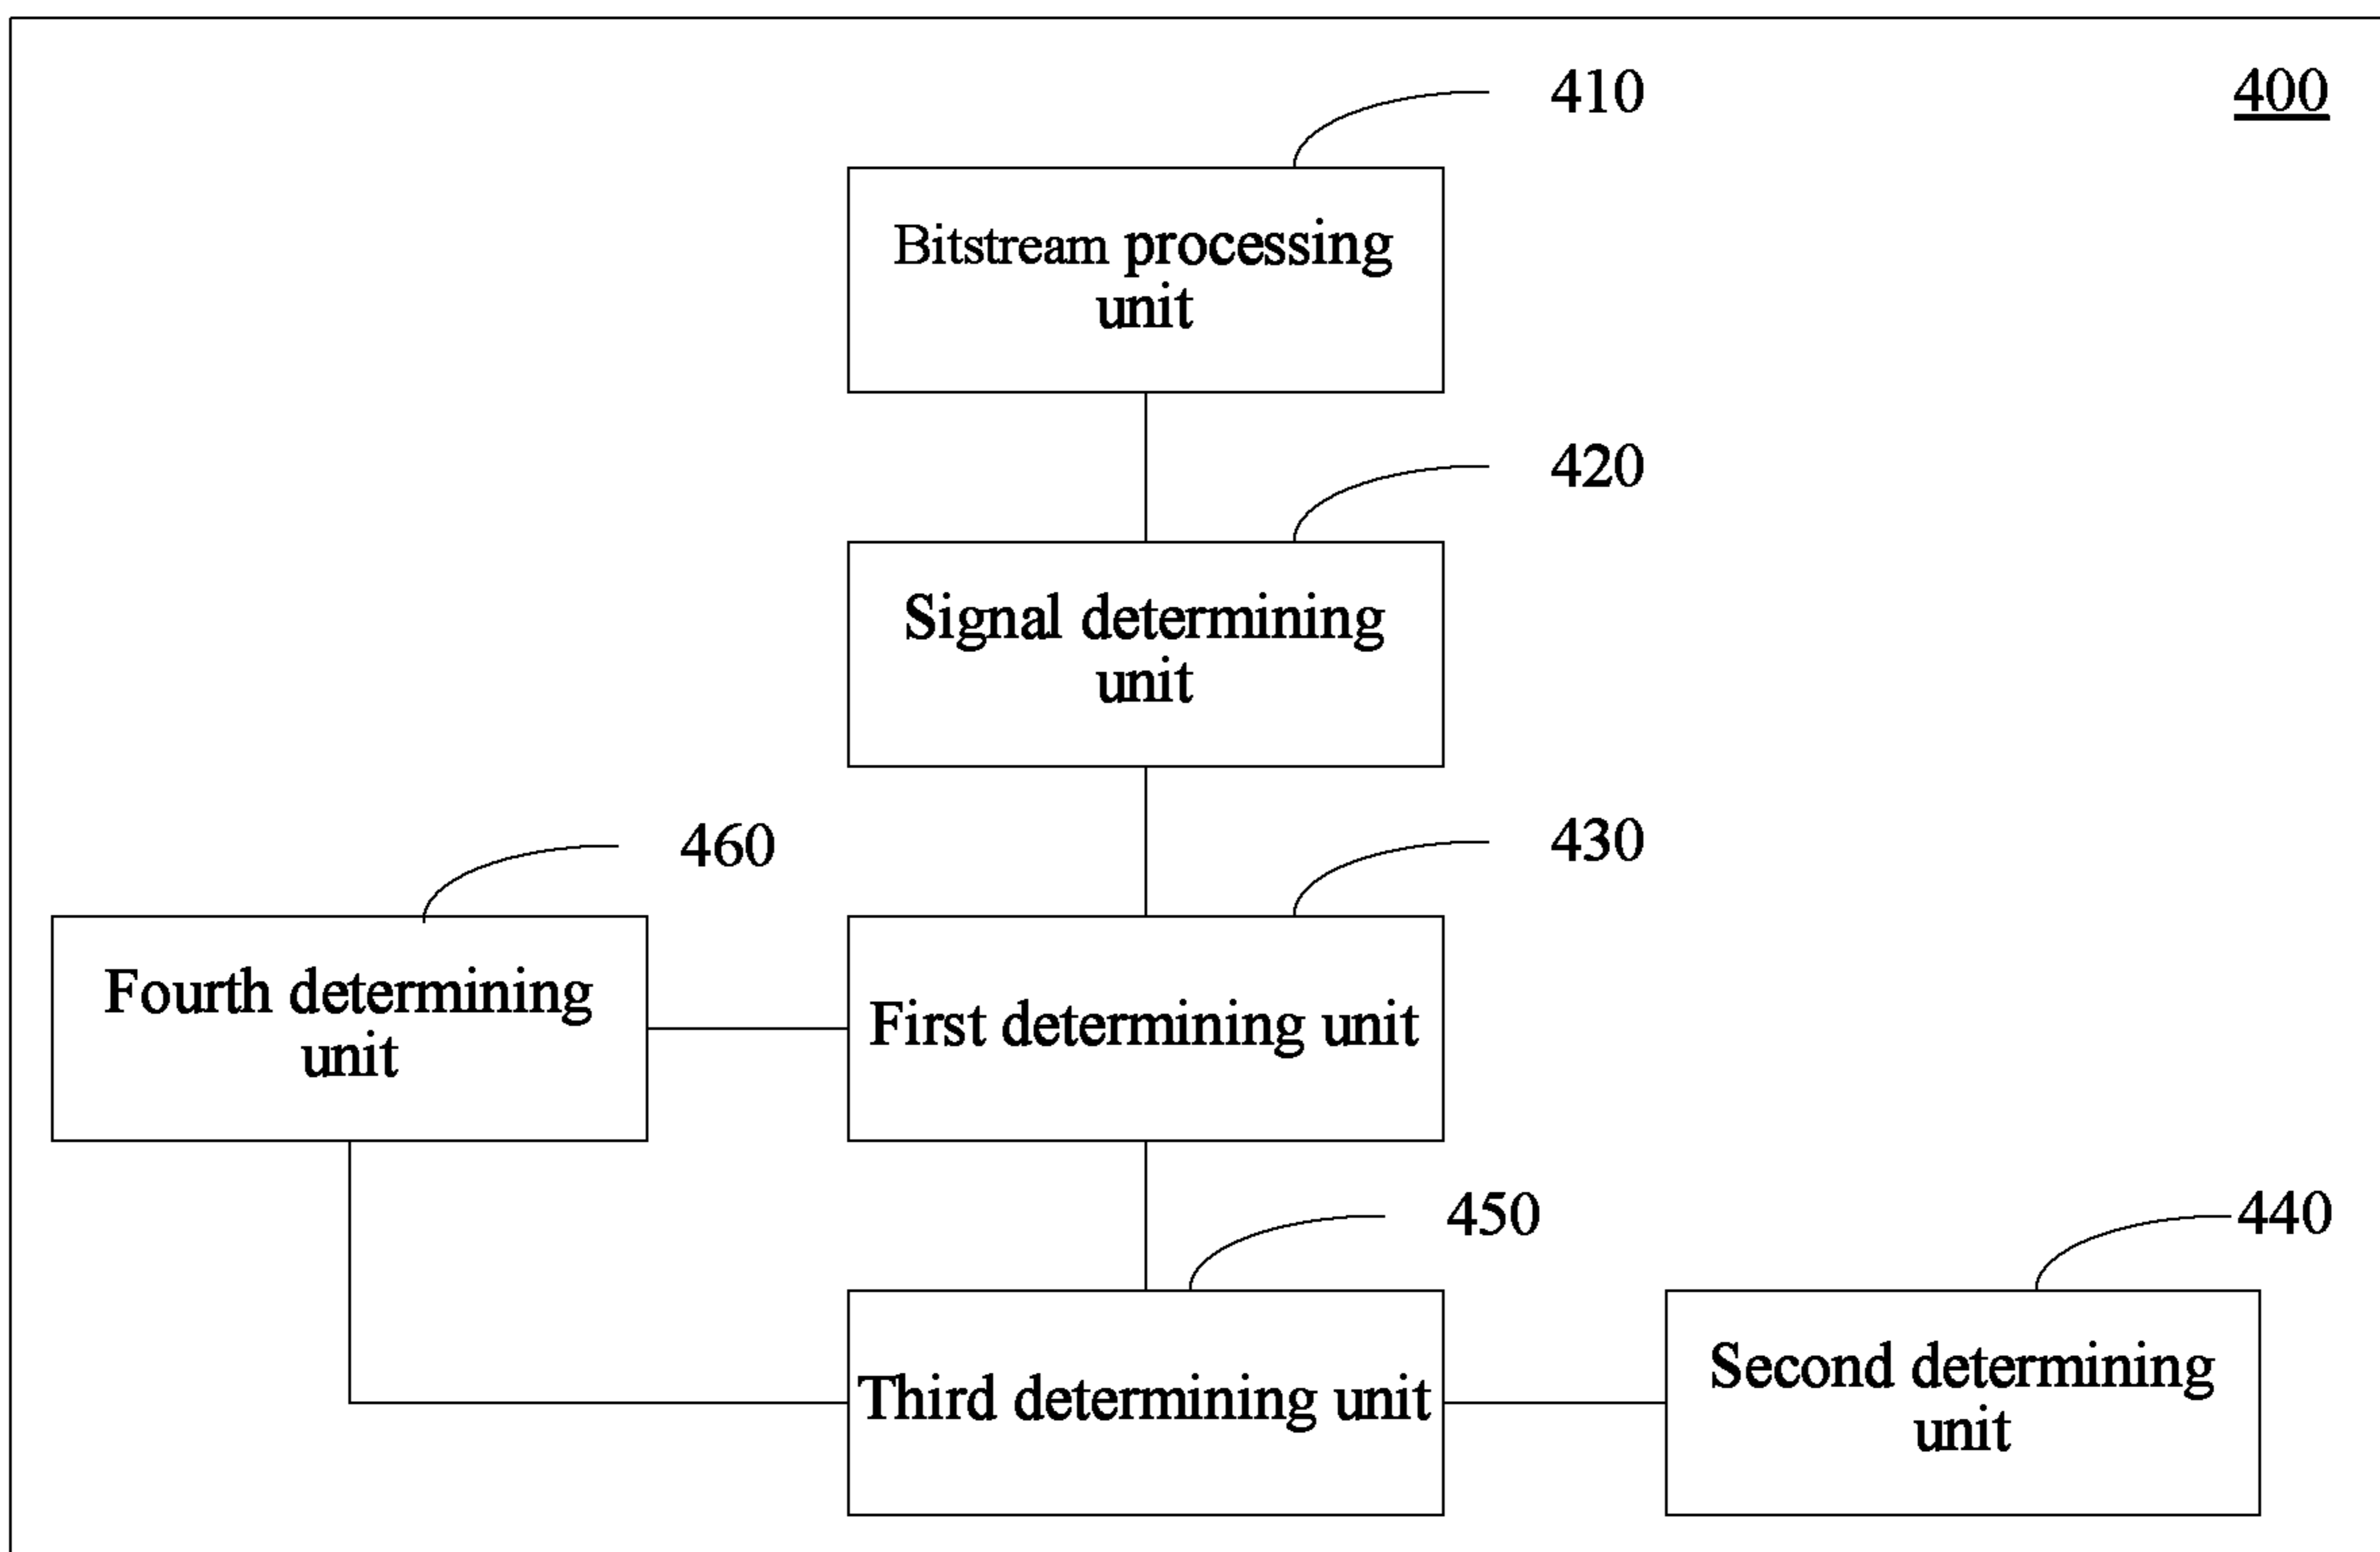 400
410
Bitstream processing
unit
420
Signal determining
unit
460
430
Fourth determining
unit
First determining unit
450
440
Third determining unit
Second determining
unit